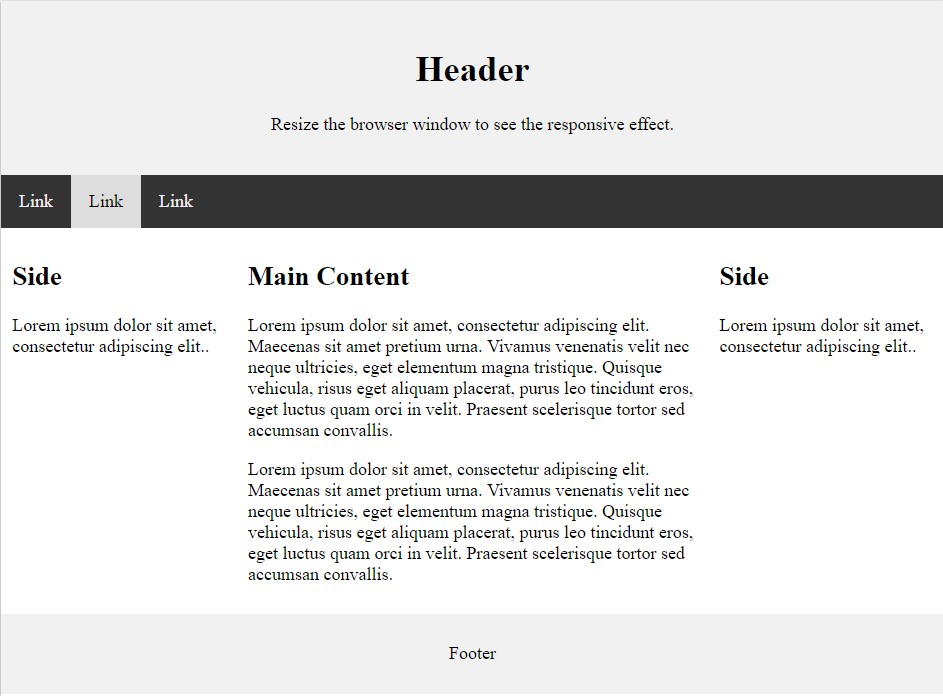 Header
Resize the browser window to see the responsive effect.
Link Link Link
Side
Lorem ipsum dolor sit amet,
consectetur adipiscing elit..
Main Content
Lorem ipsum dolor sit amet, consectetur adipiscing elit.
Maecenas sit amet pretium urna. Vivamus venenatis velit nec
neque ultricies, eget elementum magna tristique. Quisque
vehicula, risus eget aliquam placerat, purus leo tincidunt eros,
eget luctus quam orci in velit. Praesent scelerisque tortor sed
accumsan convallis.
Lorem ipsum dolor sit amet, consectetur adipiscing elit.
Maecenas sit amet pretium urna. Vivamus venenatis velit nec
neque ultricies, eget elementum magna tristique. Quisque
vehicula, risus eget aliquam placerat, purus leo tincidunt eros,
eget luctus quam orci in velit. Praesent scelerisque tortor sed
accumsan convallis.
Side
Lorem ipsum dolor sit amet,
consectetur adipiscing elit..
Footer